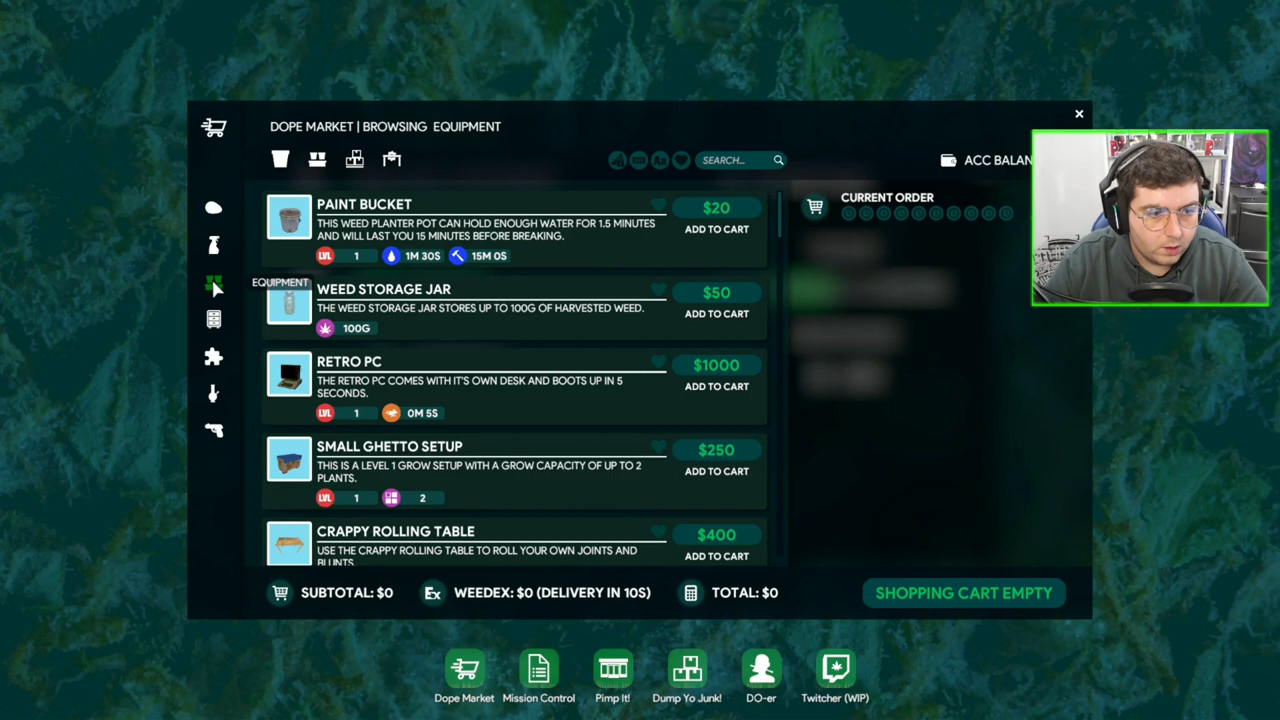 DOPE MARKET | BROWSING EQUIPMENT
SEARCH...
ACC BALAN
PAINT BUCKET
THIS WEED PLANTER POT CAN HOLD ENOUGH WATER FOR 1.5 MINUTES
AND WILL LAST YOU 15 MINUTES BEFORE BREAKING.
LVL 1 1M 30S 15M 0S
$20
ADD TO CART
CURRENT ORDER
EQUIPMENT
WEED STORAGE JAR
THE WEED STORAGE JAR STORES UP TO 100G OF HARVESTED WEED.
100G
$50
ADD TO CART
RETRO PC
THE RETRO PC COMES WITH IT'S OWN DESK AND BOOTS UP IN 5
SECONDS.
LVL 1 0M 5S
$1000
ADD TO CART
SMALL GHETTO SETUP
THIS IS A LEVEL 1 GROW SETUP WITH A GROW CAPACITY OF UP TO 2
PLANTS.
LVL 1 2
$250
ADD TO CART
CRAPPY ROLLING TABLE
USE THE CRAPPY ROLLING TABLE TO ROLL YOUR OWN JOINTS AND
BLUNTS.
$400
ADD TO CART
SUBTOTAL: $0
Ex WEEDEX: $0 (DELIVERY IN 10S)
TOTAL: $0
SHOPPING CART EMPTY
Dope Market
Mission Control
Pimp It!
Dump Yo Junk!
DO-er
Twitcher (WIP)